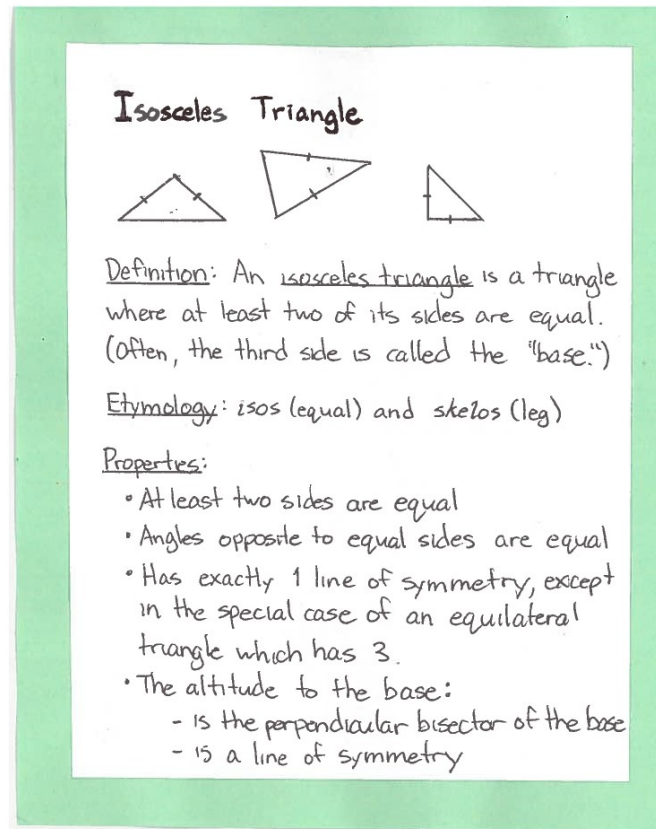 Isosceles Triangle
Definition: An isosceles triangle is a triangle
where at least two of its sides are equal.
(Often, the third side is called the "base.")
Etymology: isos (equal) and skelos (leg)
Properties:
• At least two sides are equal
• Angles opposite to equal sides are equal
• Has exactly 1 line of symmetry, except
in the special case of an equilateral
triangle which has 3.
• The altitude to the base:
- is the perpendicular bisector of the base
- is a line of symmetry